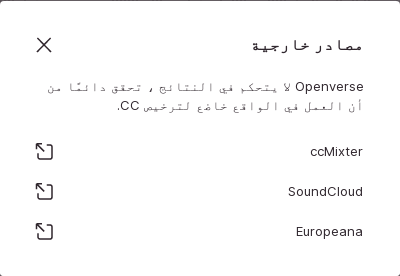 مصادر خارجية
Openverse لا يتحكم في النتائج ، تحقق دائمًا من
أن العمل في الواقع خاضع لترخيص CC.
ccMixter
SoundCloud
Europeana